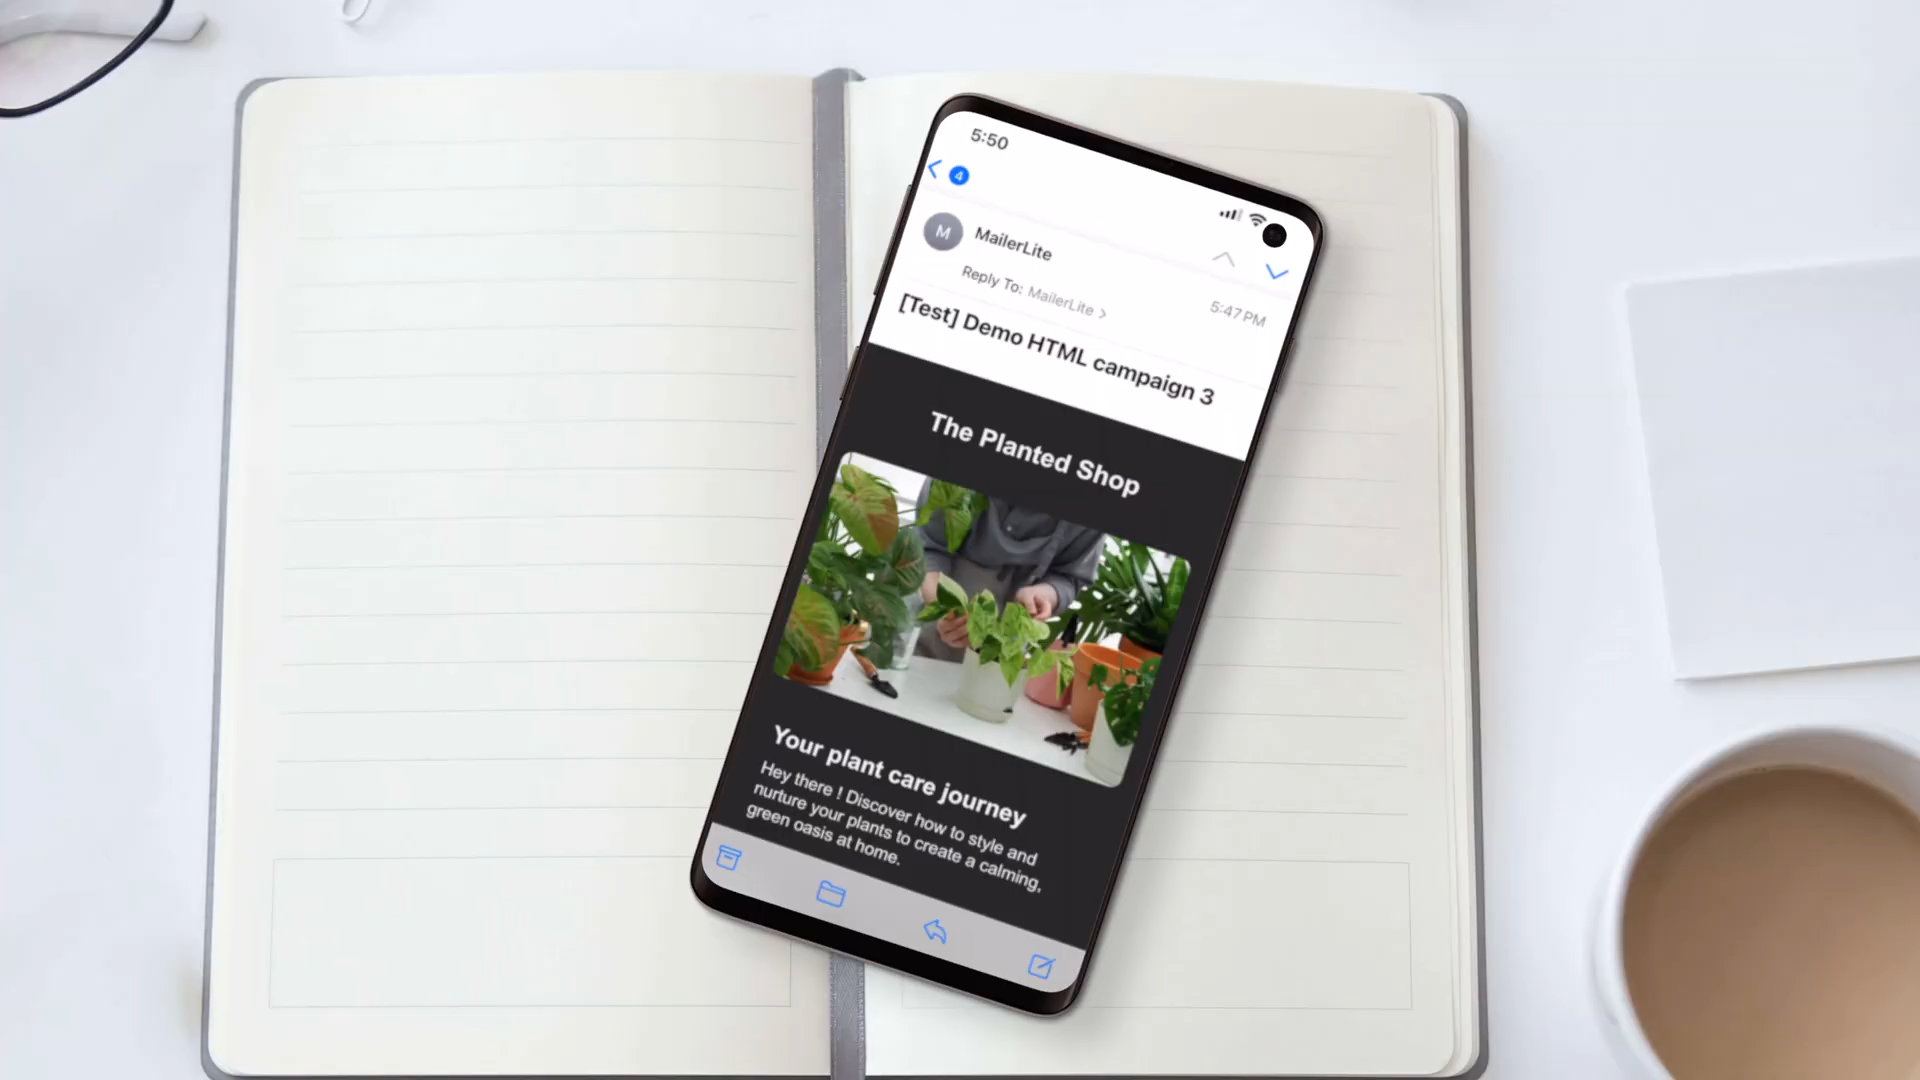 5:50
4
M
MailerLite
Reply To: MailerLite >
5:47 PM
[Test] Demo HTML campaign 3
The Planted Shop
Your plant care journey
Hey there ! Discover how to style and
nurture your plants to create a calming,
green oasis at home.